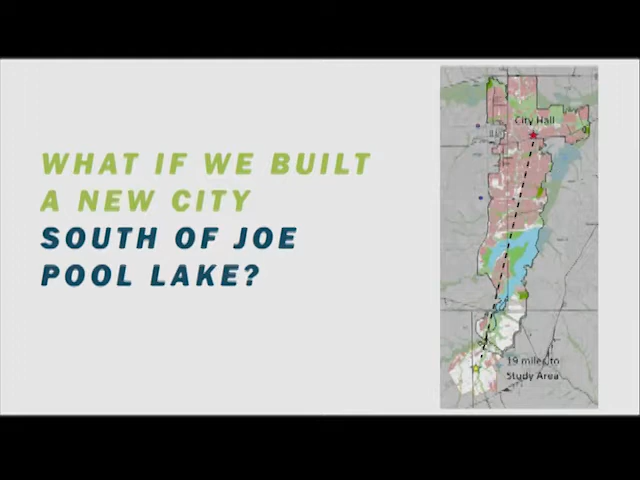 WHAT IF WE BUILT
A NEW CITY
SOUTH OF JOE
POOL LAKE?
City Hall
19 miles to
Study Area